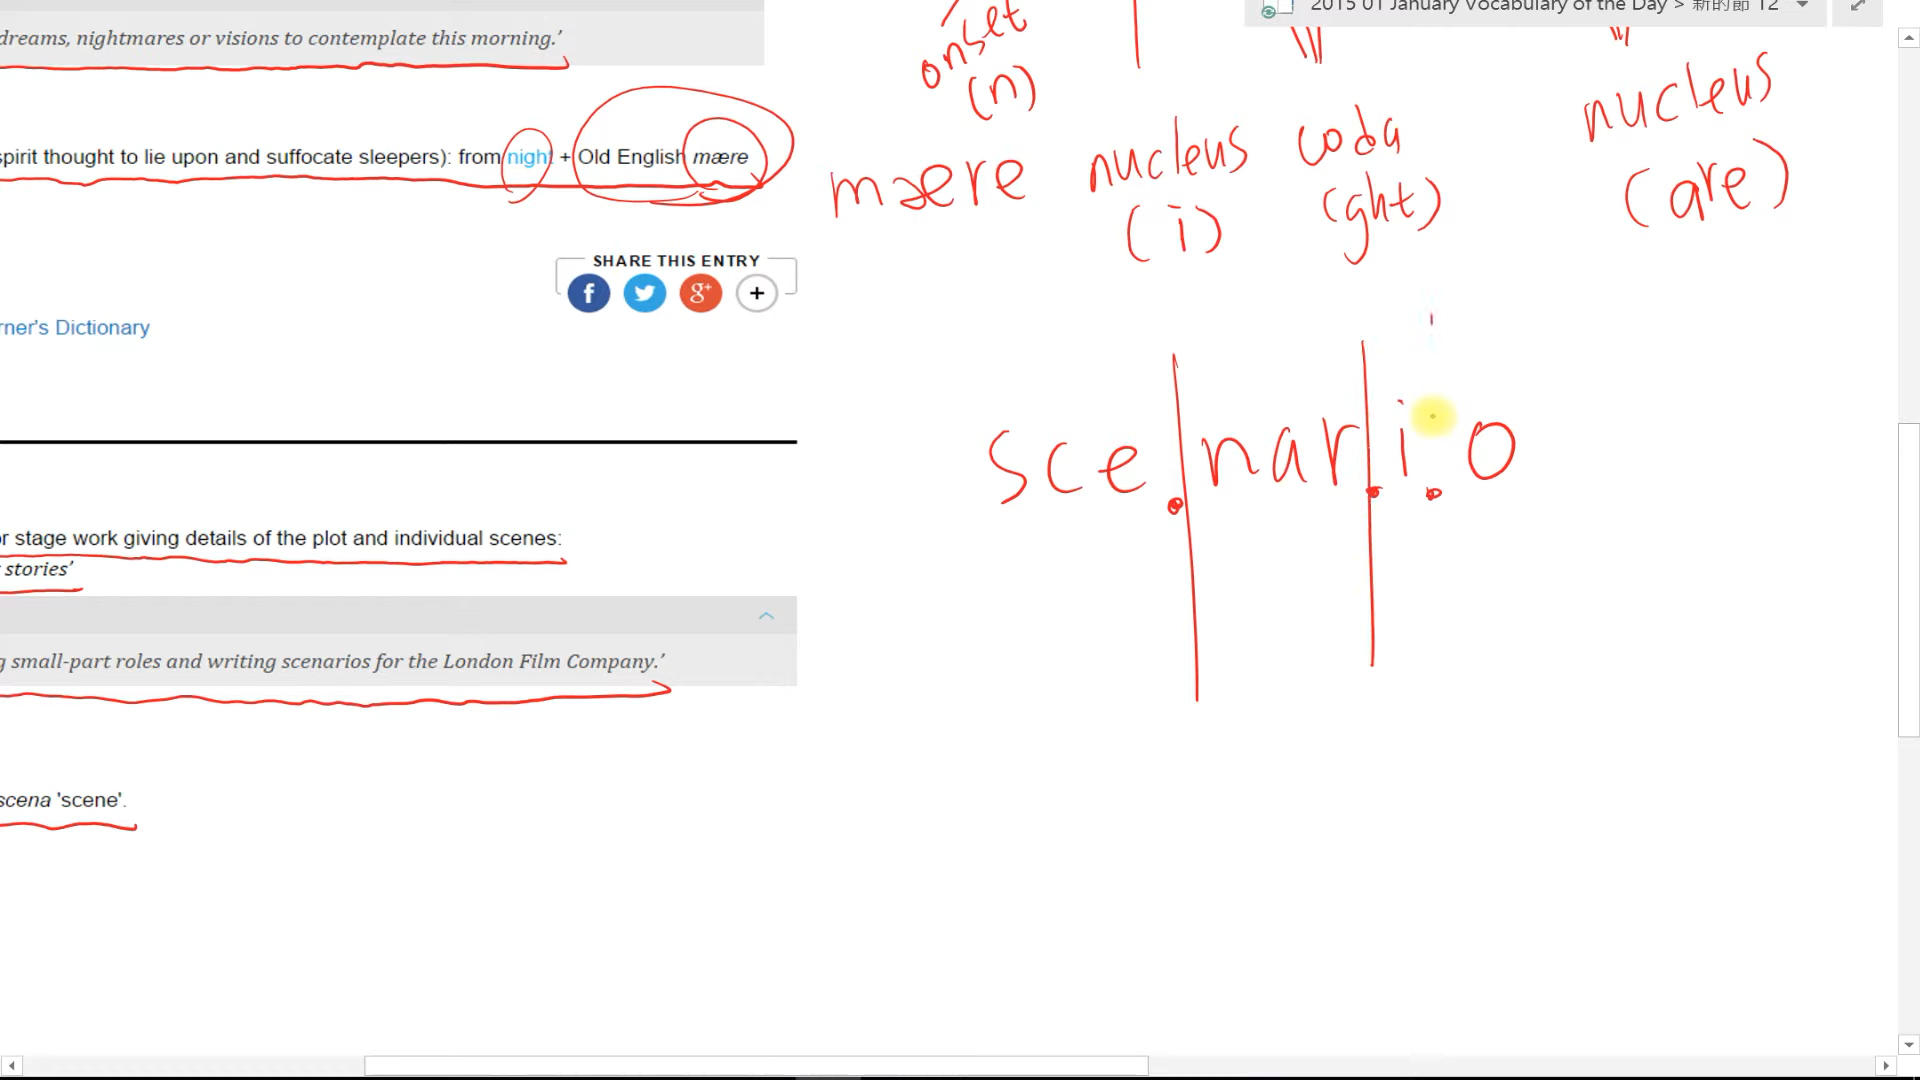 2015 01 January Vocabulary of the Day > 新的節 12
dreams, nightmares or visions to contemplate this morning.’
onset
(n)
nucleus
(are)
spirit thought to lie upon and suffocate sleepers): from night + Old English mære
mære
nucleus
(i)
coda
(ght)
SHARE THIS ENTRY
rner's Dictionary
sce nar i o
or stage work giving details of the plot and individual scenes:
stories’
g small-part roles and writing scenarios for the London Film Company.’
scena 'scene'.